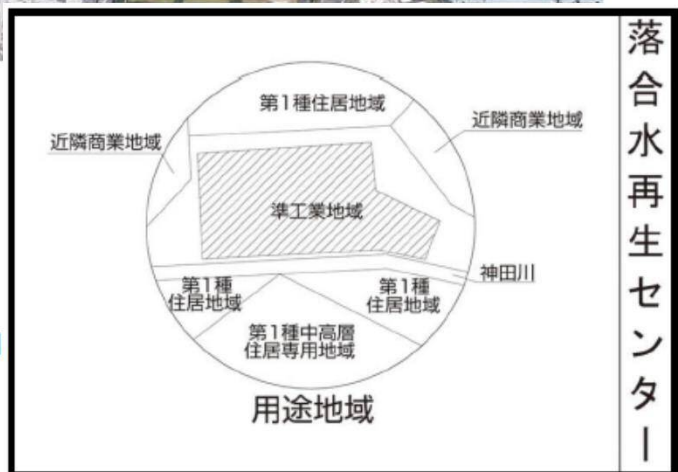 落合水再生センター
第1種住居地域
近隣商業地域
近隣商業地域
準工業地域
神田川
第1種
住居地域
第1種
住居地域
第1種中高層
住居専用地域
用途地域